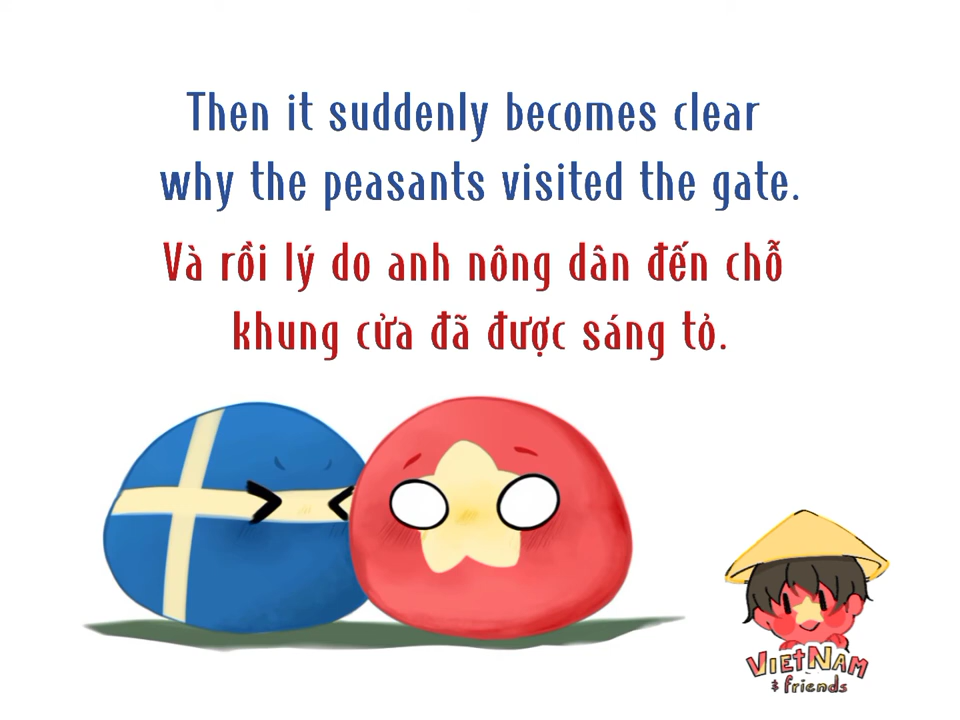 Then it suddenly becomes clear
why the peasants visited the gate.
Và rồi lý do anh nông dân đến chỗ
khung cửa đã được sáng tỏ.
VIETNAM
& friends